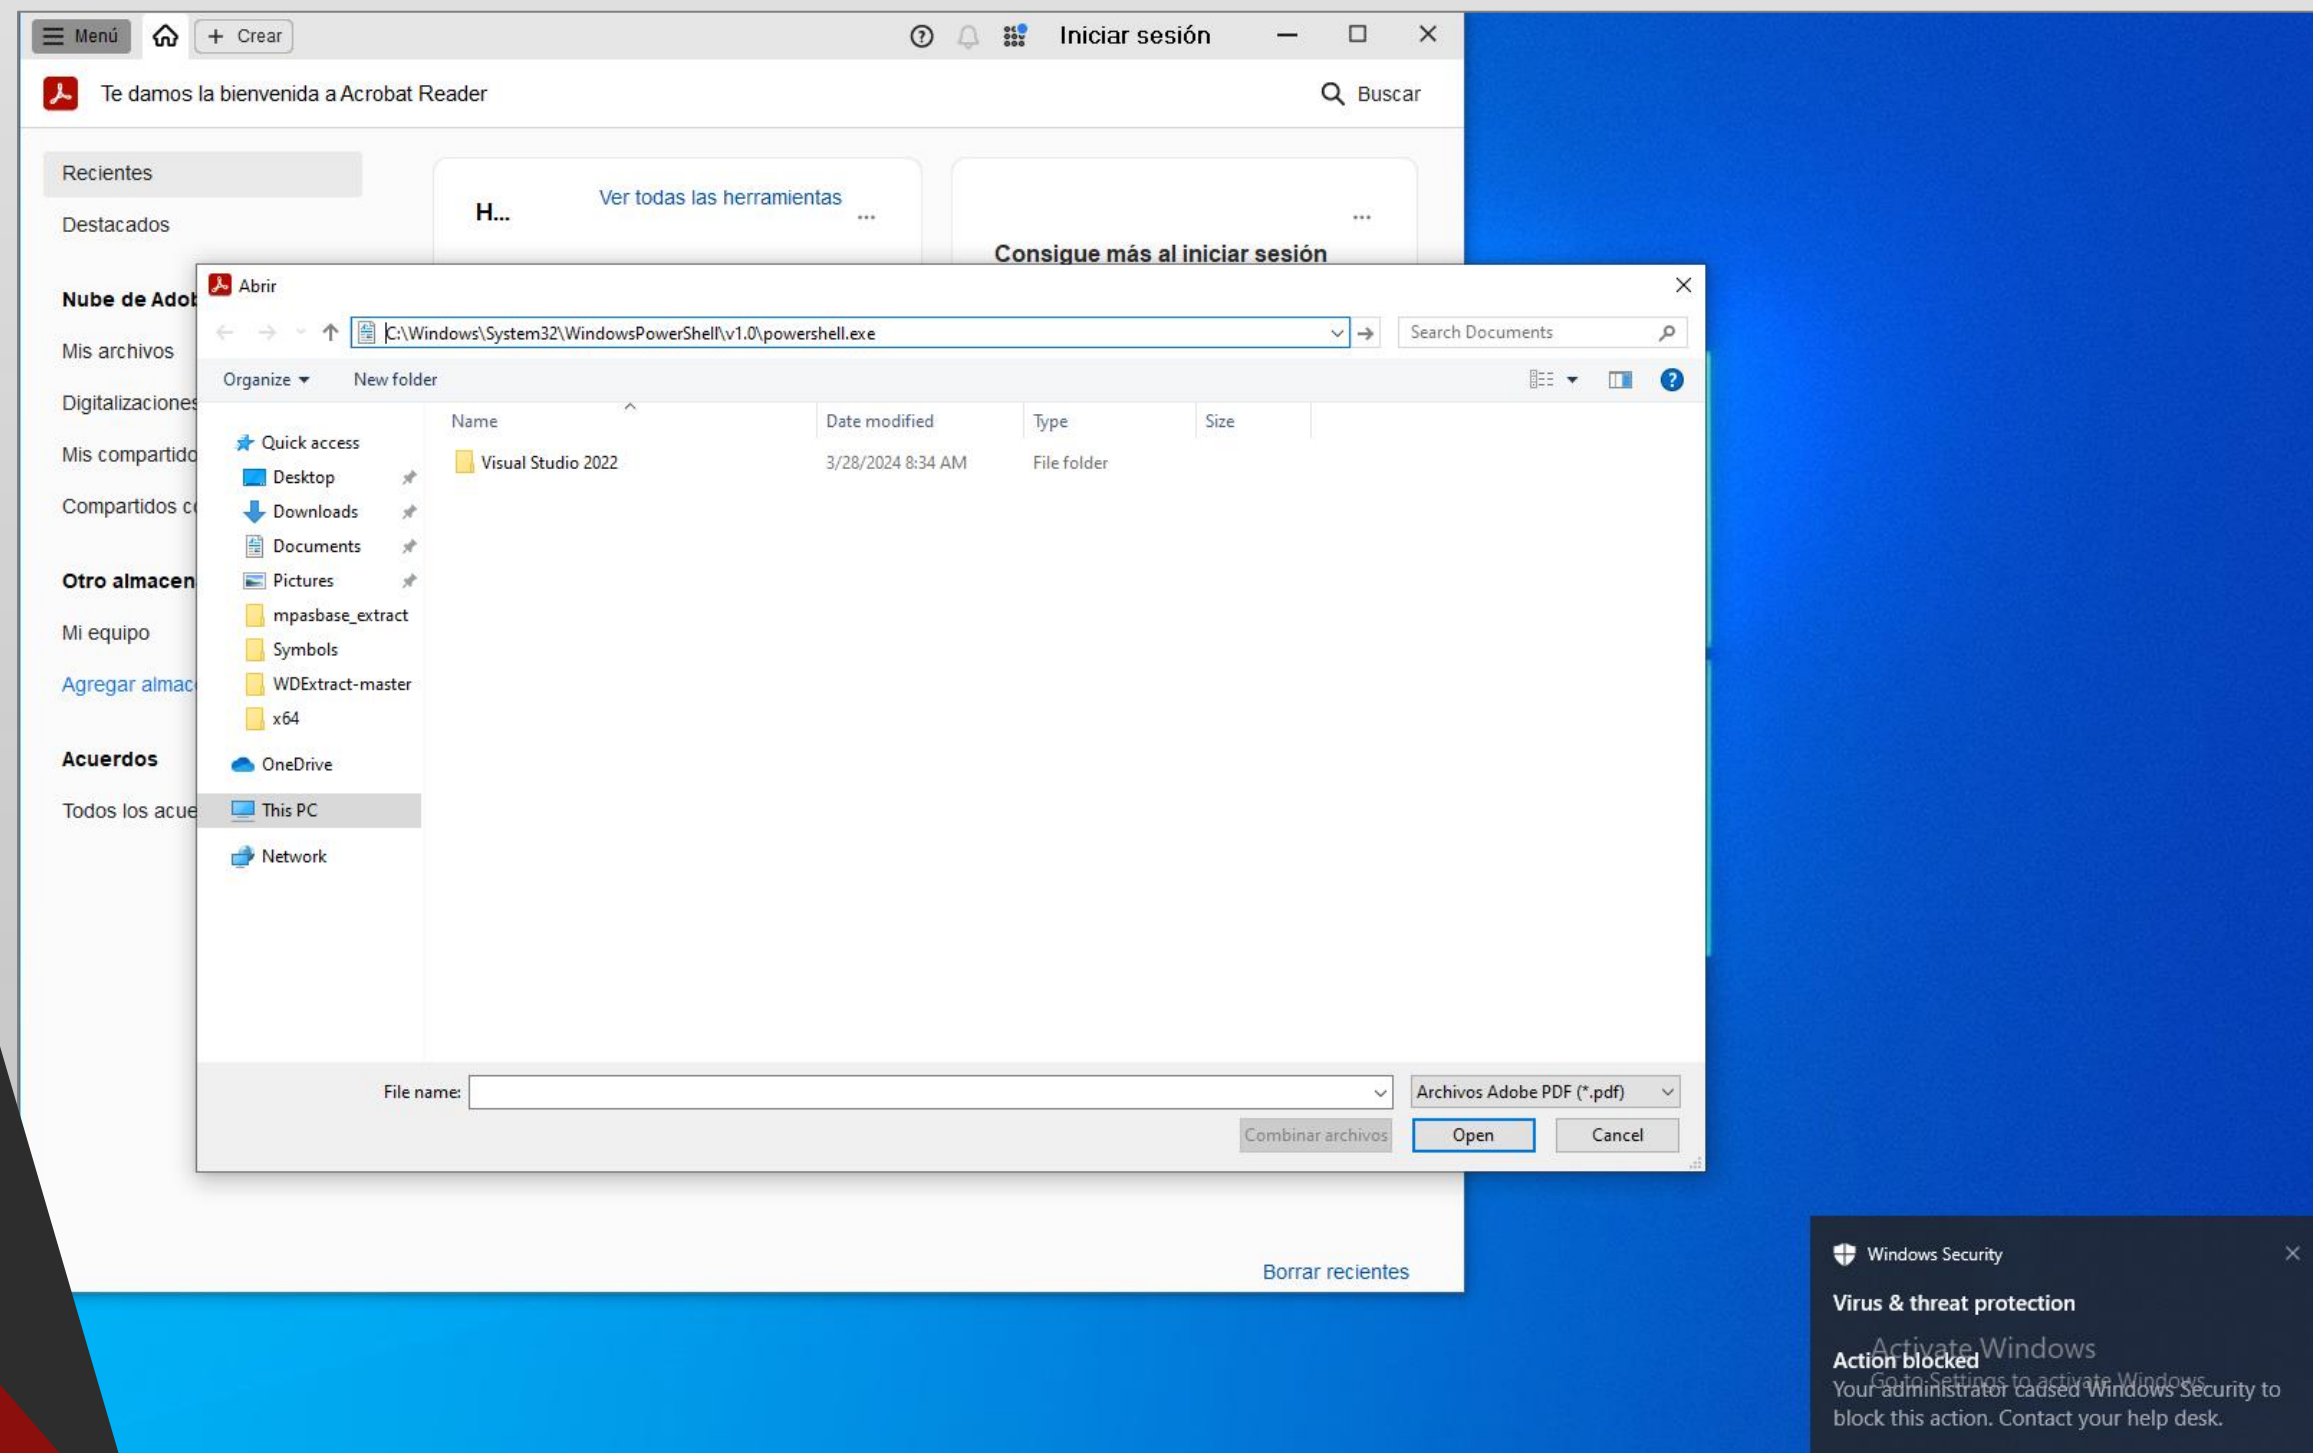 Menú
Crear
Iniciar sesión
Te damos la bienvenida a Acrobat Reader
Buscar
Recientes
Destacados
H...
Ver todas las herramientas
...
...
Consigue más al iniciar sesión
Nube de Adob
Mis archivos
Digitalizaciones
Mis compartido
Compartidos c
Otro almacen
Mi equipo
Agregar almac
Acuerdos
Todos los acue
Abrir
C:\Windows\System32\WindowsPowerShell\v1.0\powershell.exe
Search Documents
Organize
New folder
Name
Date modified
Type
Size
Quick access
Desktop
Downloads
Documents
Pictures
mpasbase_extract
Symbols
WDExtract-master
x64
OneDrive
This PC
Network
Visual Studio 2022
3/28/2024 8:34 AM
File folder
File name:
Archivos Adobe PDF (*.pdf)
Combinar archivos
Open
Cancel
Borrar recientes
Windows Security
Virus & threat protection
Activate Windows
Go to Settings to activate Windows.
Action blocked
Your administrator caused Windows Security to
block this action. Contact your help desk.